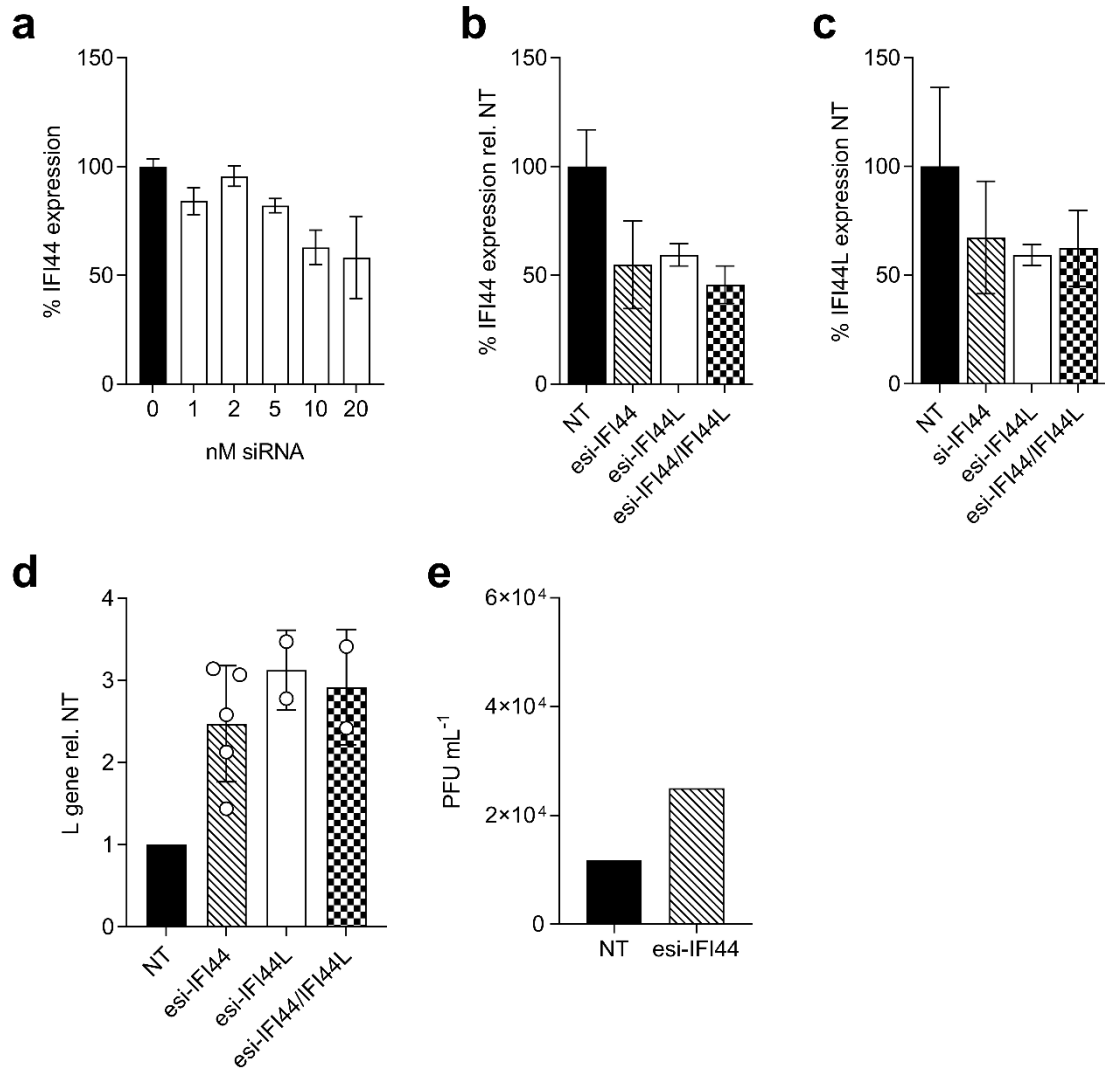 a
150
100
50
0
% IFI44 expression
0 1 2 5 10 20
nM siRNA
b
150
100
50
0
% IFI44 expression rel. NT
NT
esi-IFI44
esi-IFI44L
esi-IFI44/IFI44L
c
150
100
50
0
% IFI44L expression NT
NT
si-IFI44
esi-IFI44L
esi-IFI44/IFI44L
d
4
3
2
1
0
L gene rel. NT
NT
esi-IFI44
esi-IFI44L
esi-IFI44/IFI44L
e
6×10⁴
4×10⁴
2×10⁴
0
PFU mL⁻¹
NT esi-IFI44